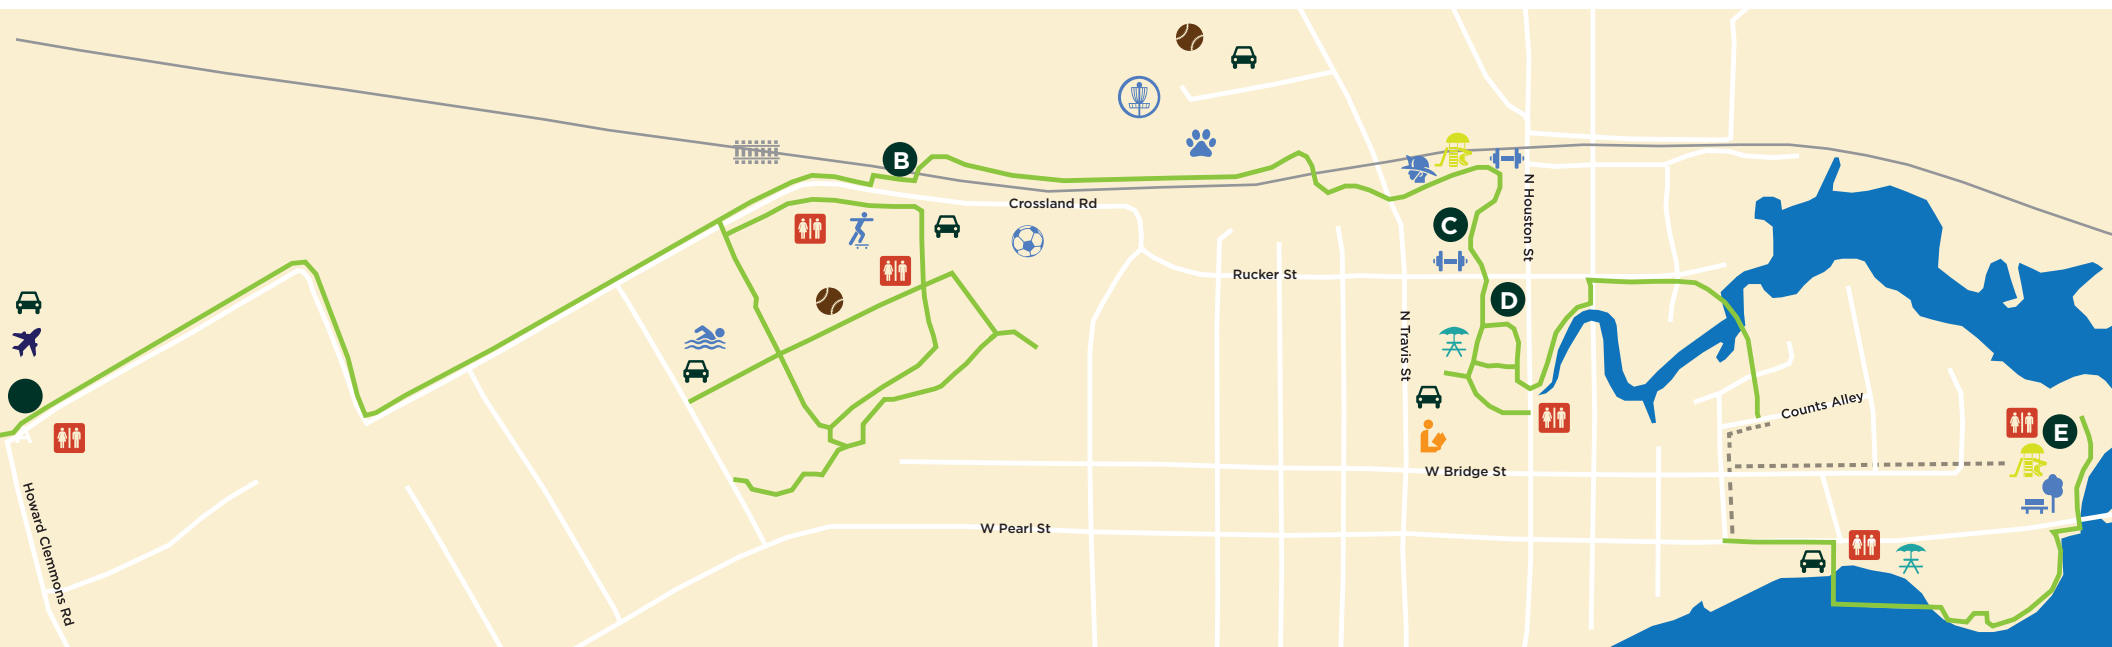 B
Crossland Rd
C
N Houston St
Rucker St
D
N Travis St
A
Counts Alley
E
W Bridge St
Howard Clemmons Rd
W Pearl St